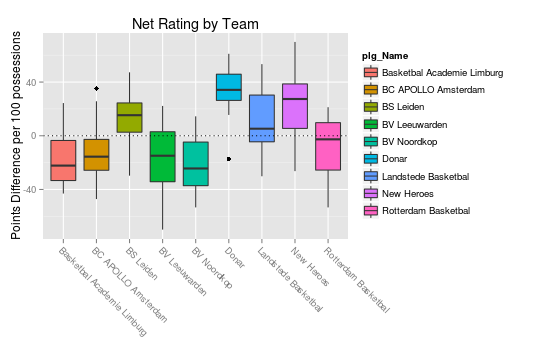 Net Rating by Team
Points Difference per 100 possessions
40
0
-40
Basketbal Academie Limburg
BC APOLLO Amsterdam
BS Leiden
BV Leeuwarden
BV Noordkop
Donar
Landstede Basketbal
New Heroes
Rotterdam Basketbal
plg_Name
Basketbal Academie Limburg
BC APOLLO Amsterdam
BS Leiden
BV Leeuwarden
BV Noordkop
Donar
Landstede Basketbal
New Heroes
Rotterdam Basketbal